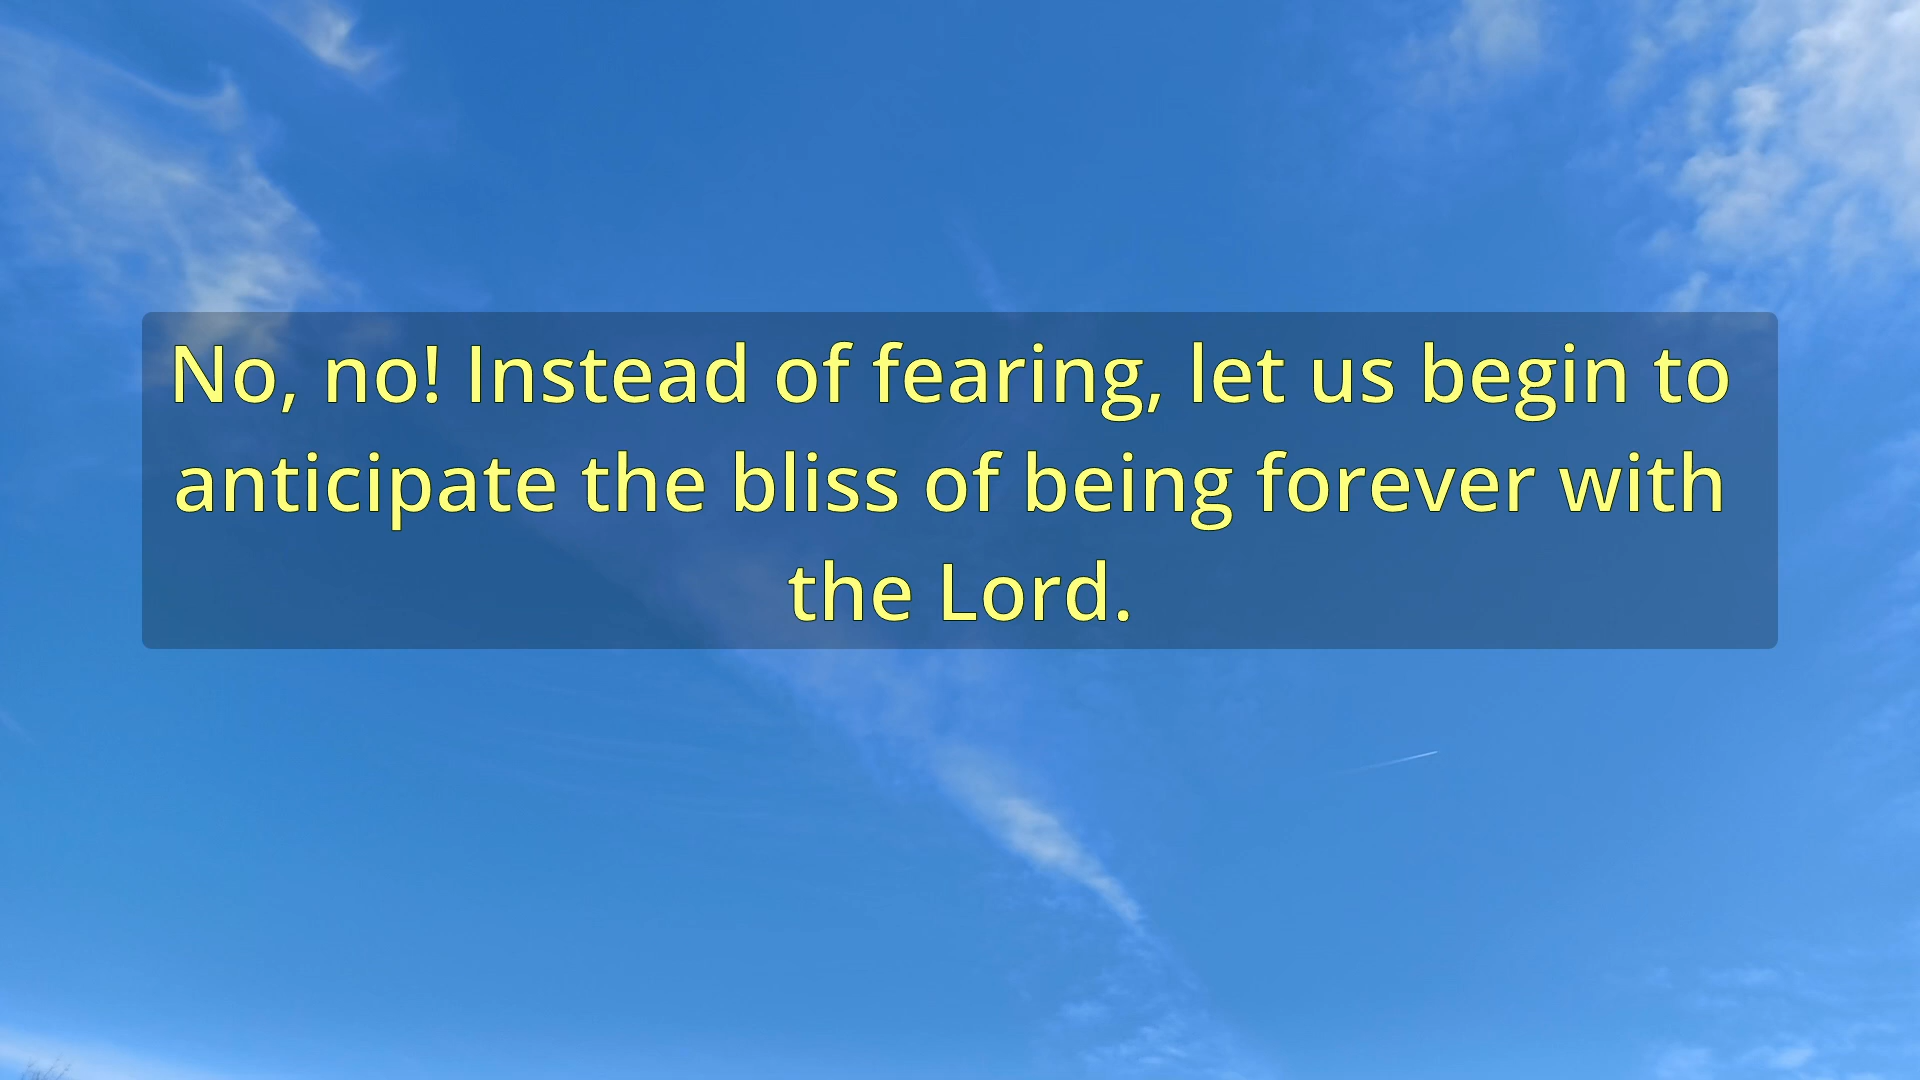 No, no! Instead of fearing, let us begin to
anticipate the bliss of being forever with
the Lord.